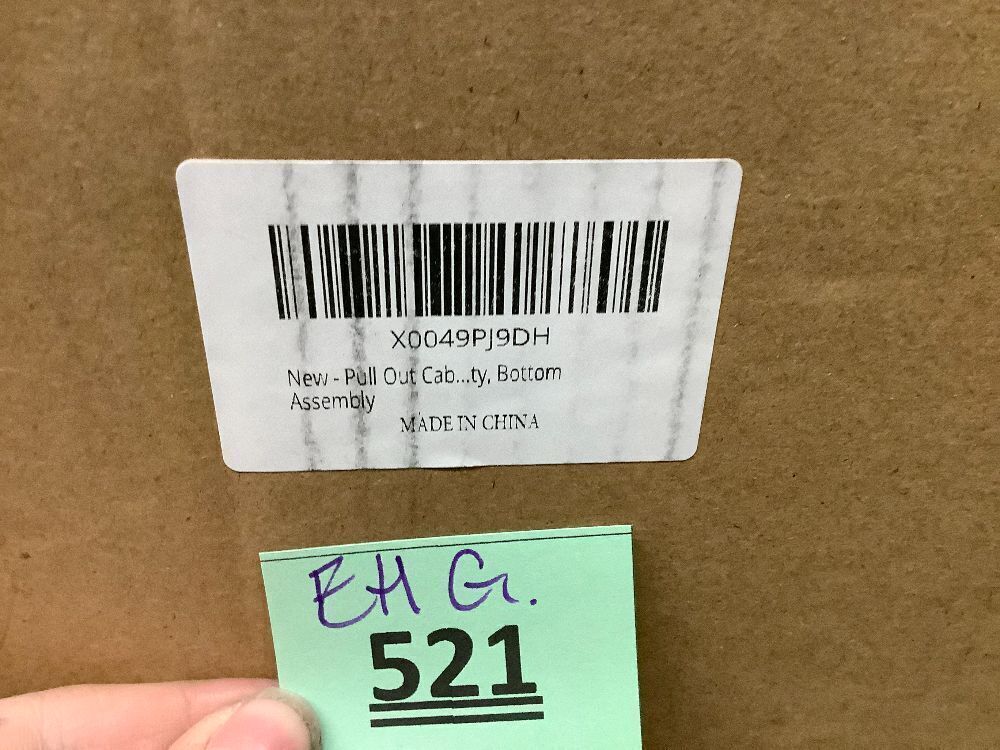 X0049PJ9DH
New - Pull Out Cab...ty, Bottom
Assembly
MADE IN CHINA
EH G.
521